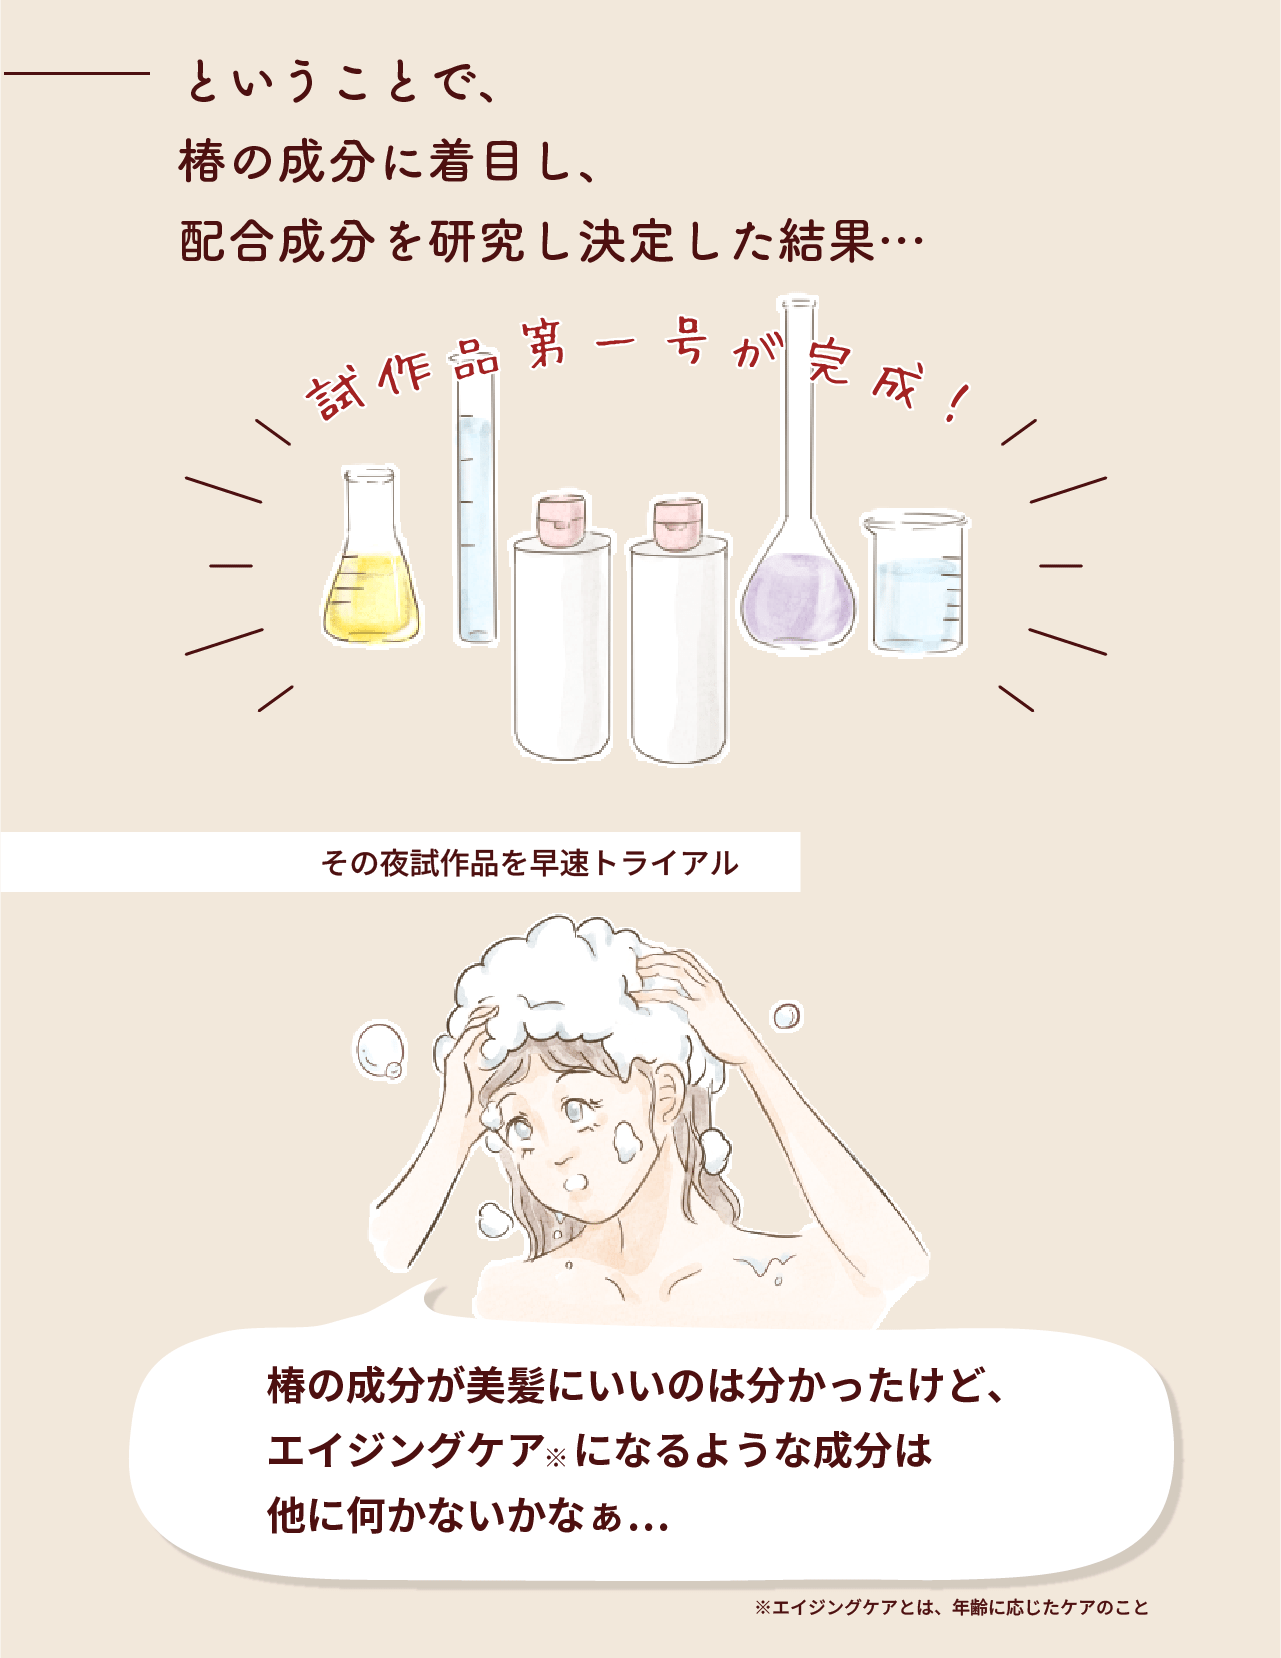 ということで、
椿の成分に着目し、
配合成分を研究し決定した結果…
試作品第一号が完成！
その夜試作品を早速トライアル
椿の成分が美髪にいいのは分かったけど、
エイジングケア※になるような成分は
他に何かないかなぁ…
※エイジングケアとは、年齢に応じたケアのこと